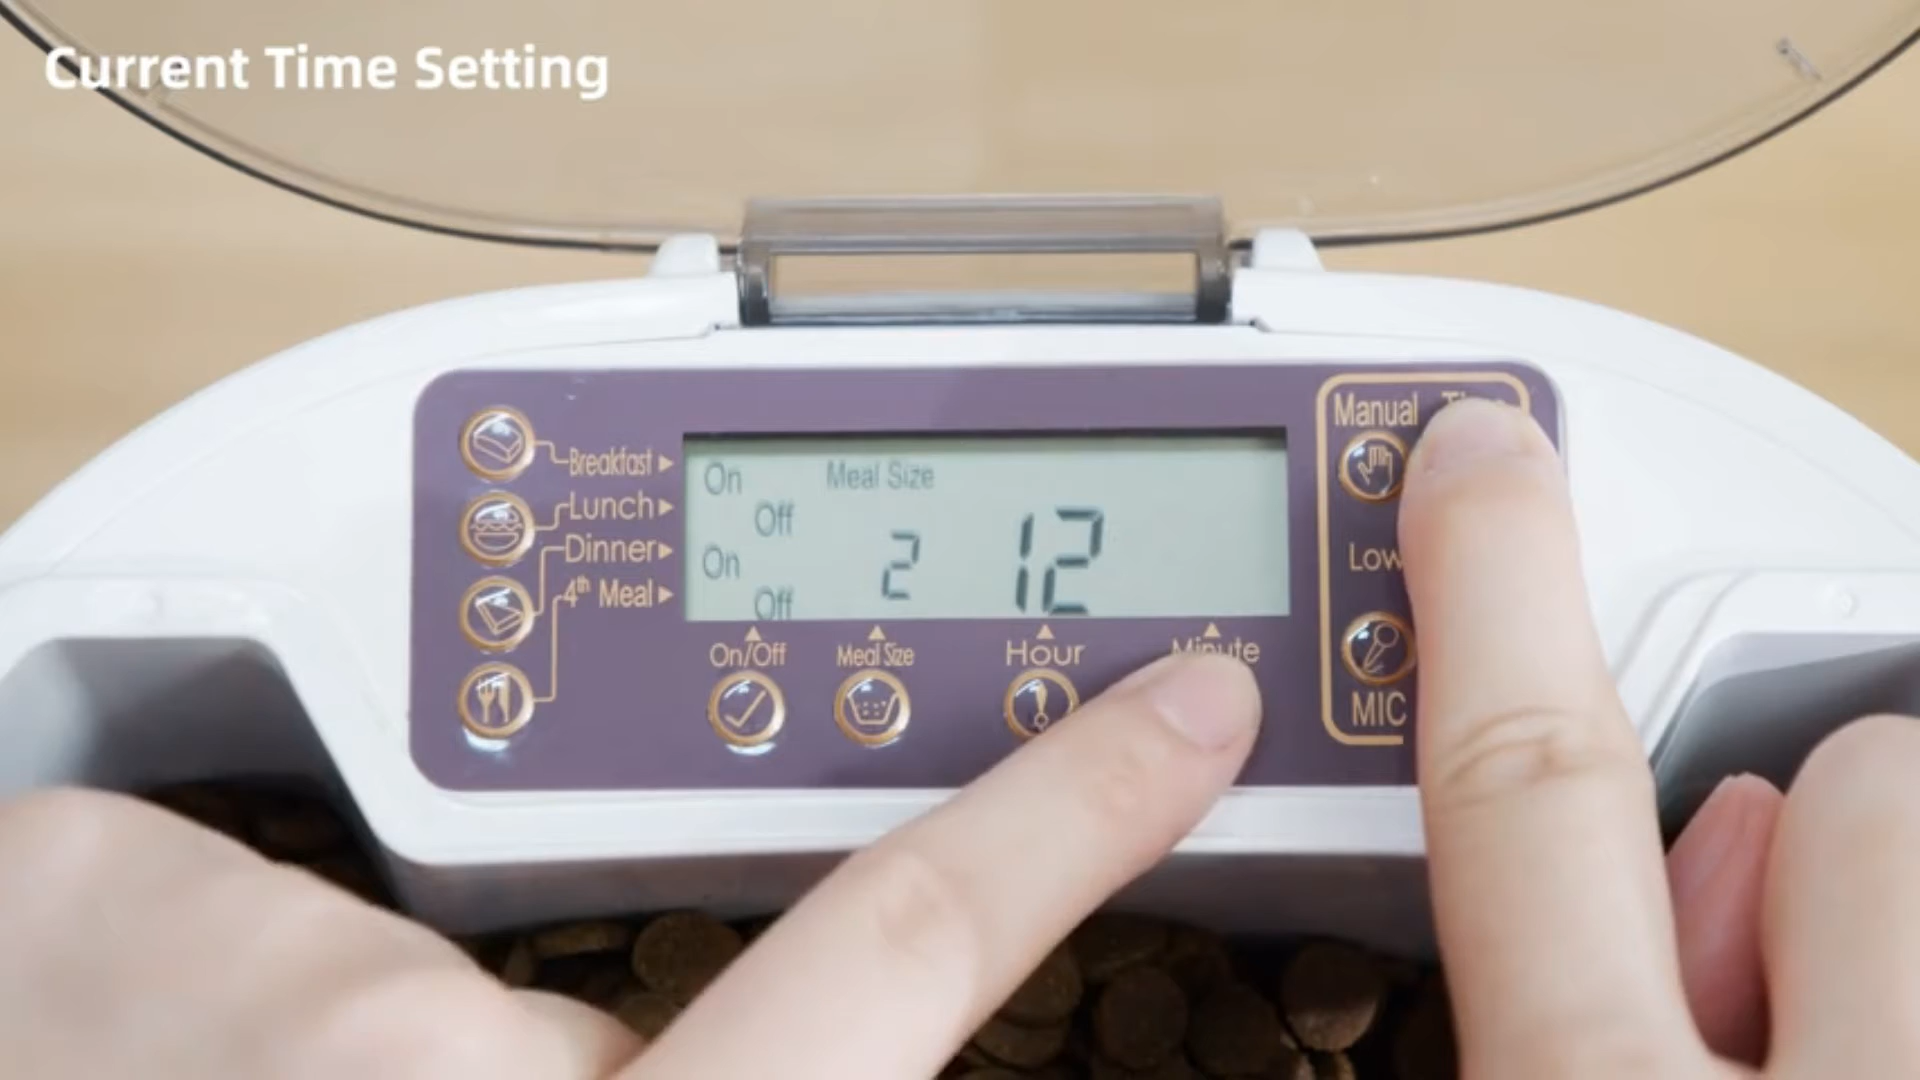 Current Time Setting
Manual
Breakfast
Lunch
Dinner
4th Meal
On Meal Size
Off
On 2 12
Off
Low
On/Off Meal Size Hour Minute
MIC